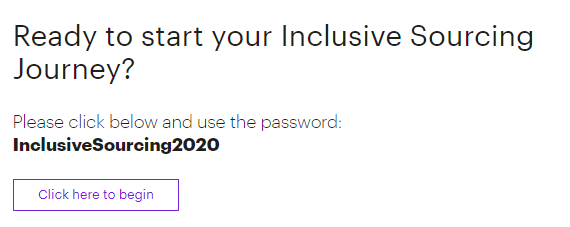 Ready to start your Inclusive Sourcing
Journey?
Please click below and use the password:
InclusiveSourcing2020
Click here to begin